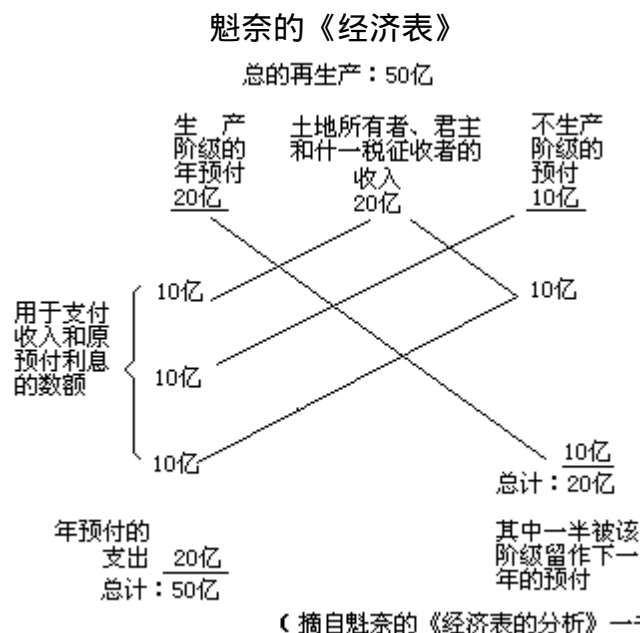 魁奈的《经济表》
总的再生产：50亿
生 产
阶级的
年预付
20亿
土地所有者、君主
和什一税征收者的
收入
20亿
不生产
阶级的
预付
10亿
用于支付
收入和原
预付利息
的数额
10亿
10亿
10亿
10亿
10亿
总计：20亿
年预付的
支出 20亿
总计：50亿
其中一半被该
阶级留作下一
年的预付
（摘自魁奈的《经济表的分析》一